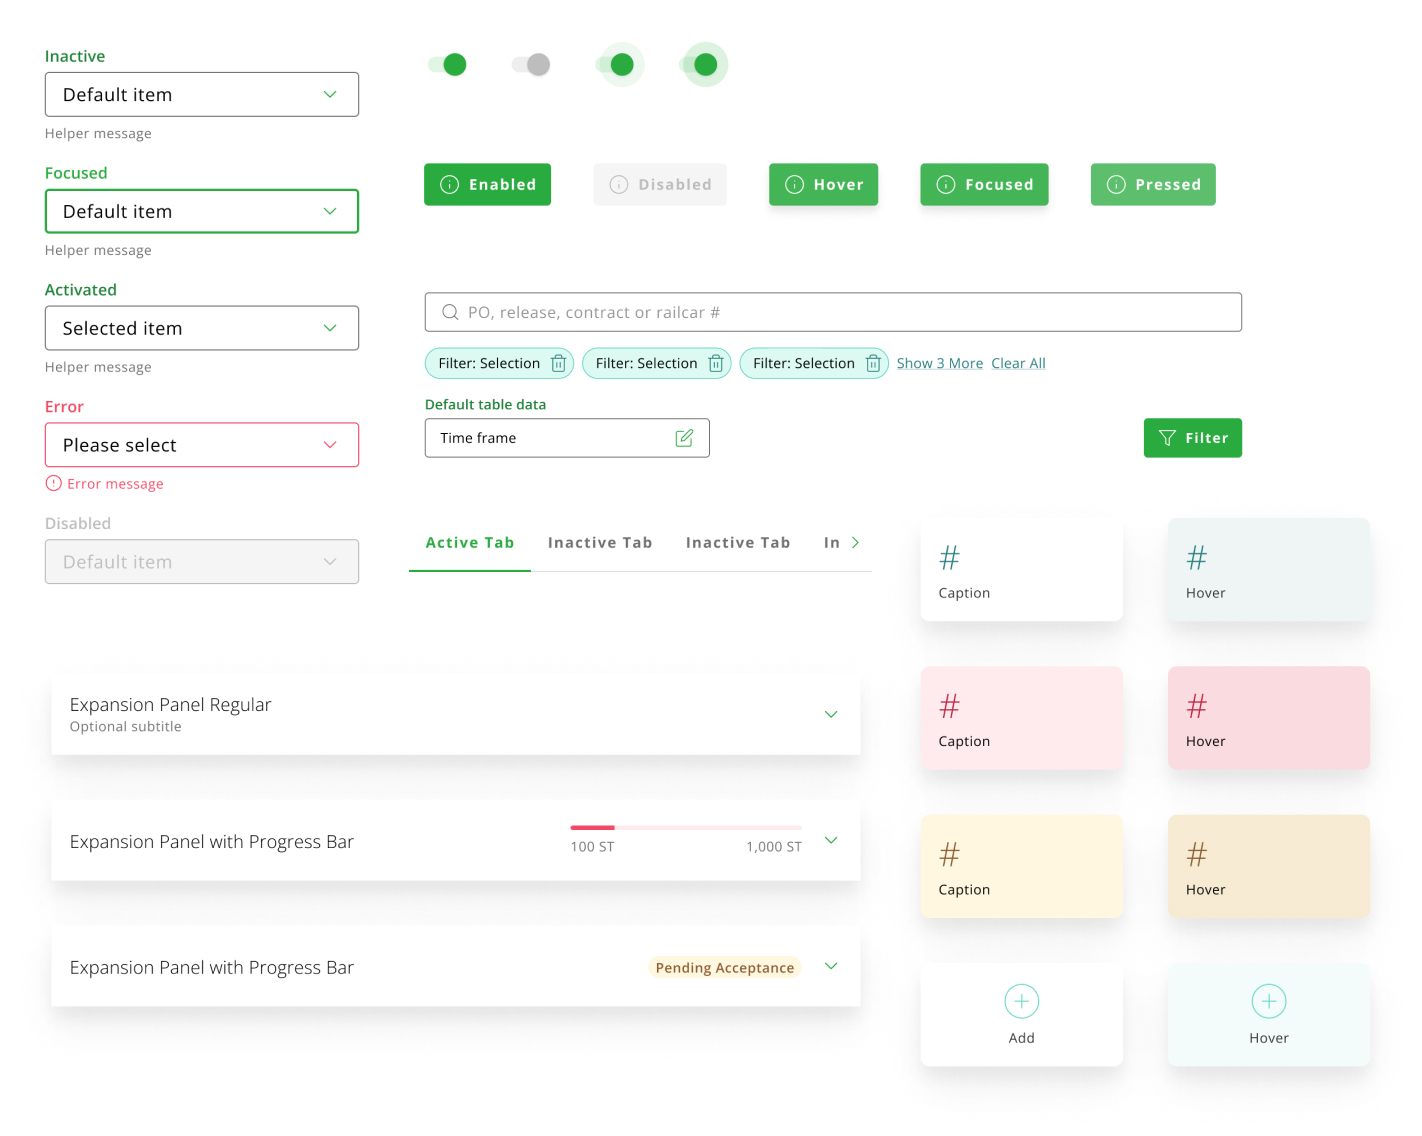 Inactive
Default item
Helper message
Focused
Default item
Helper message
Activated
Selected item
Helper message
Error
Please select
Error message
Disabled
Default item
Enabled
Disabled
Hover
Focused
Pressed
PO, release, contract or railcar #
Filter: Selection
Filter: Selection
Filter: Selection
Show 3 More
Clear All
Default table data
Time frame
Filter
Active Tab
Inactive Tab
Inactive Tab
In
Expansion Panel Regular
Optional subtitle
Expansion Panel with Progress Bar
100 ST
1,000 ST
Expansion Panel with Progress Bar
Pending Acceptance
#
Caption
#
Hover
#
Caption
#
Hover
#
Caption
#
Hover
Add
Hover